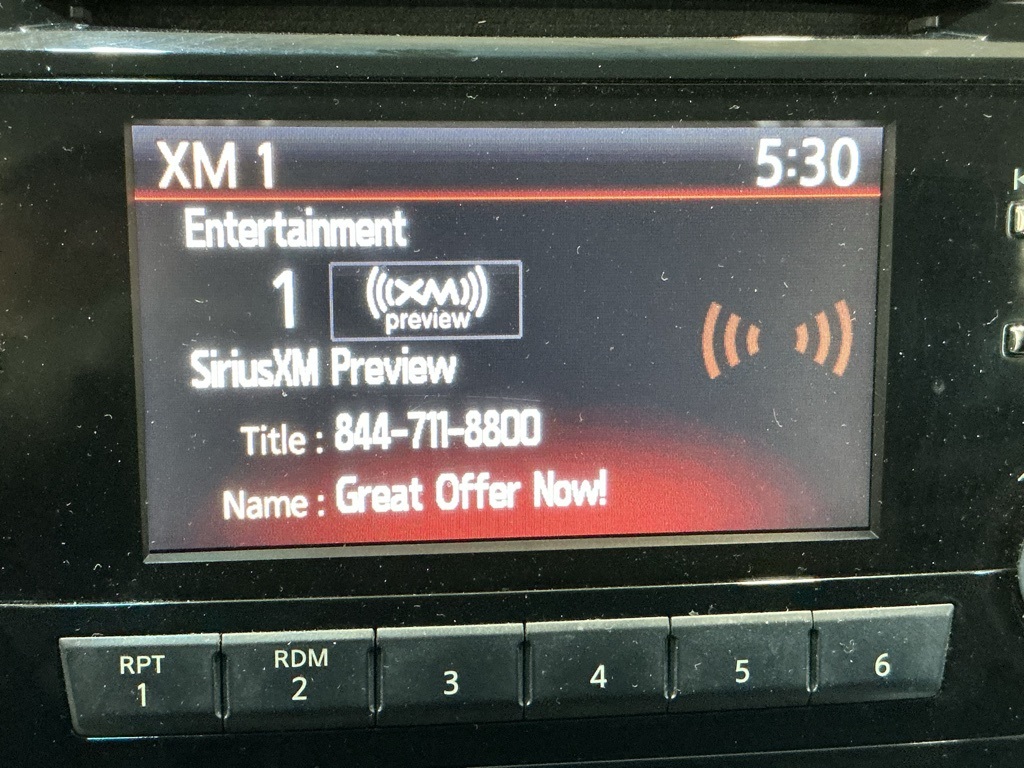 XM 1 5:30
Entertainment
1 ((XM)) preview
SiriusXM Preview
Title : 844-711-8800
Name : Great Offer Now!
RPT RDM
1 2 3 4 5 6